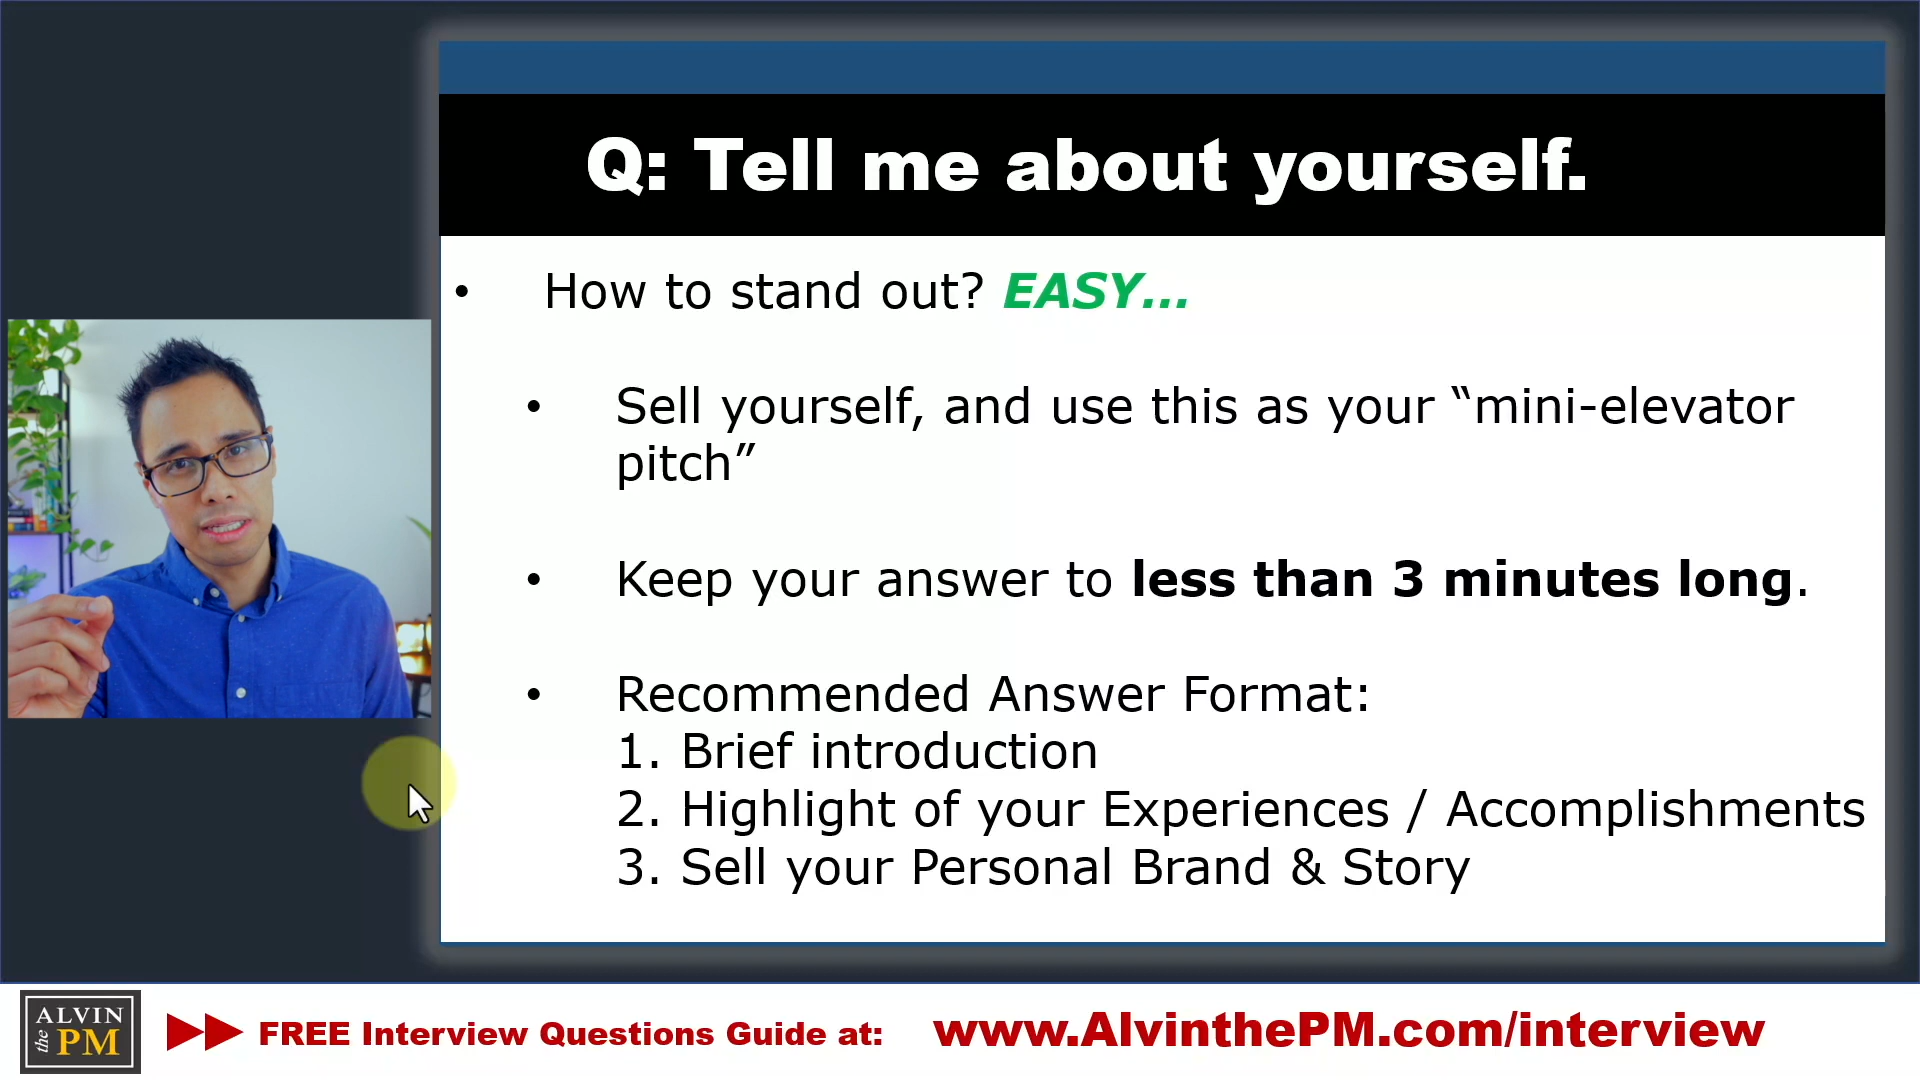 Q: Tell me about yourself.
• How to stand out? EASY...
• Sell yourself, and use this as your “mini-elevator
pitch”
• Keep your answer to less than 3 minutes long.
• Recommended Answer Format:
1. Brief introduction
2. Highlight of your Experiences / Accomplishments
3. Sell your Personal Brand & Story
ALVIN
the PM
FREE Interview Questions Guide at: www.AlvinthePM.com/interview